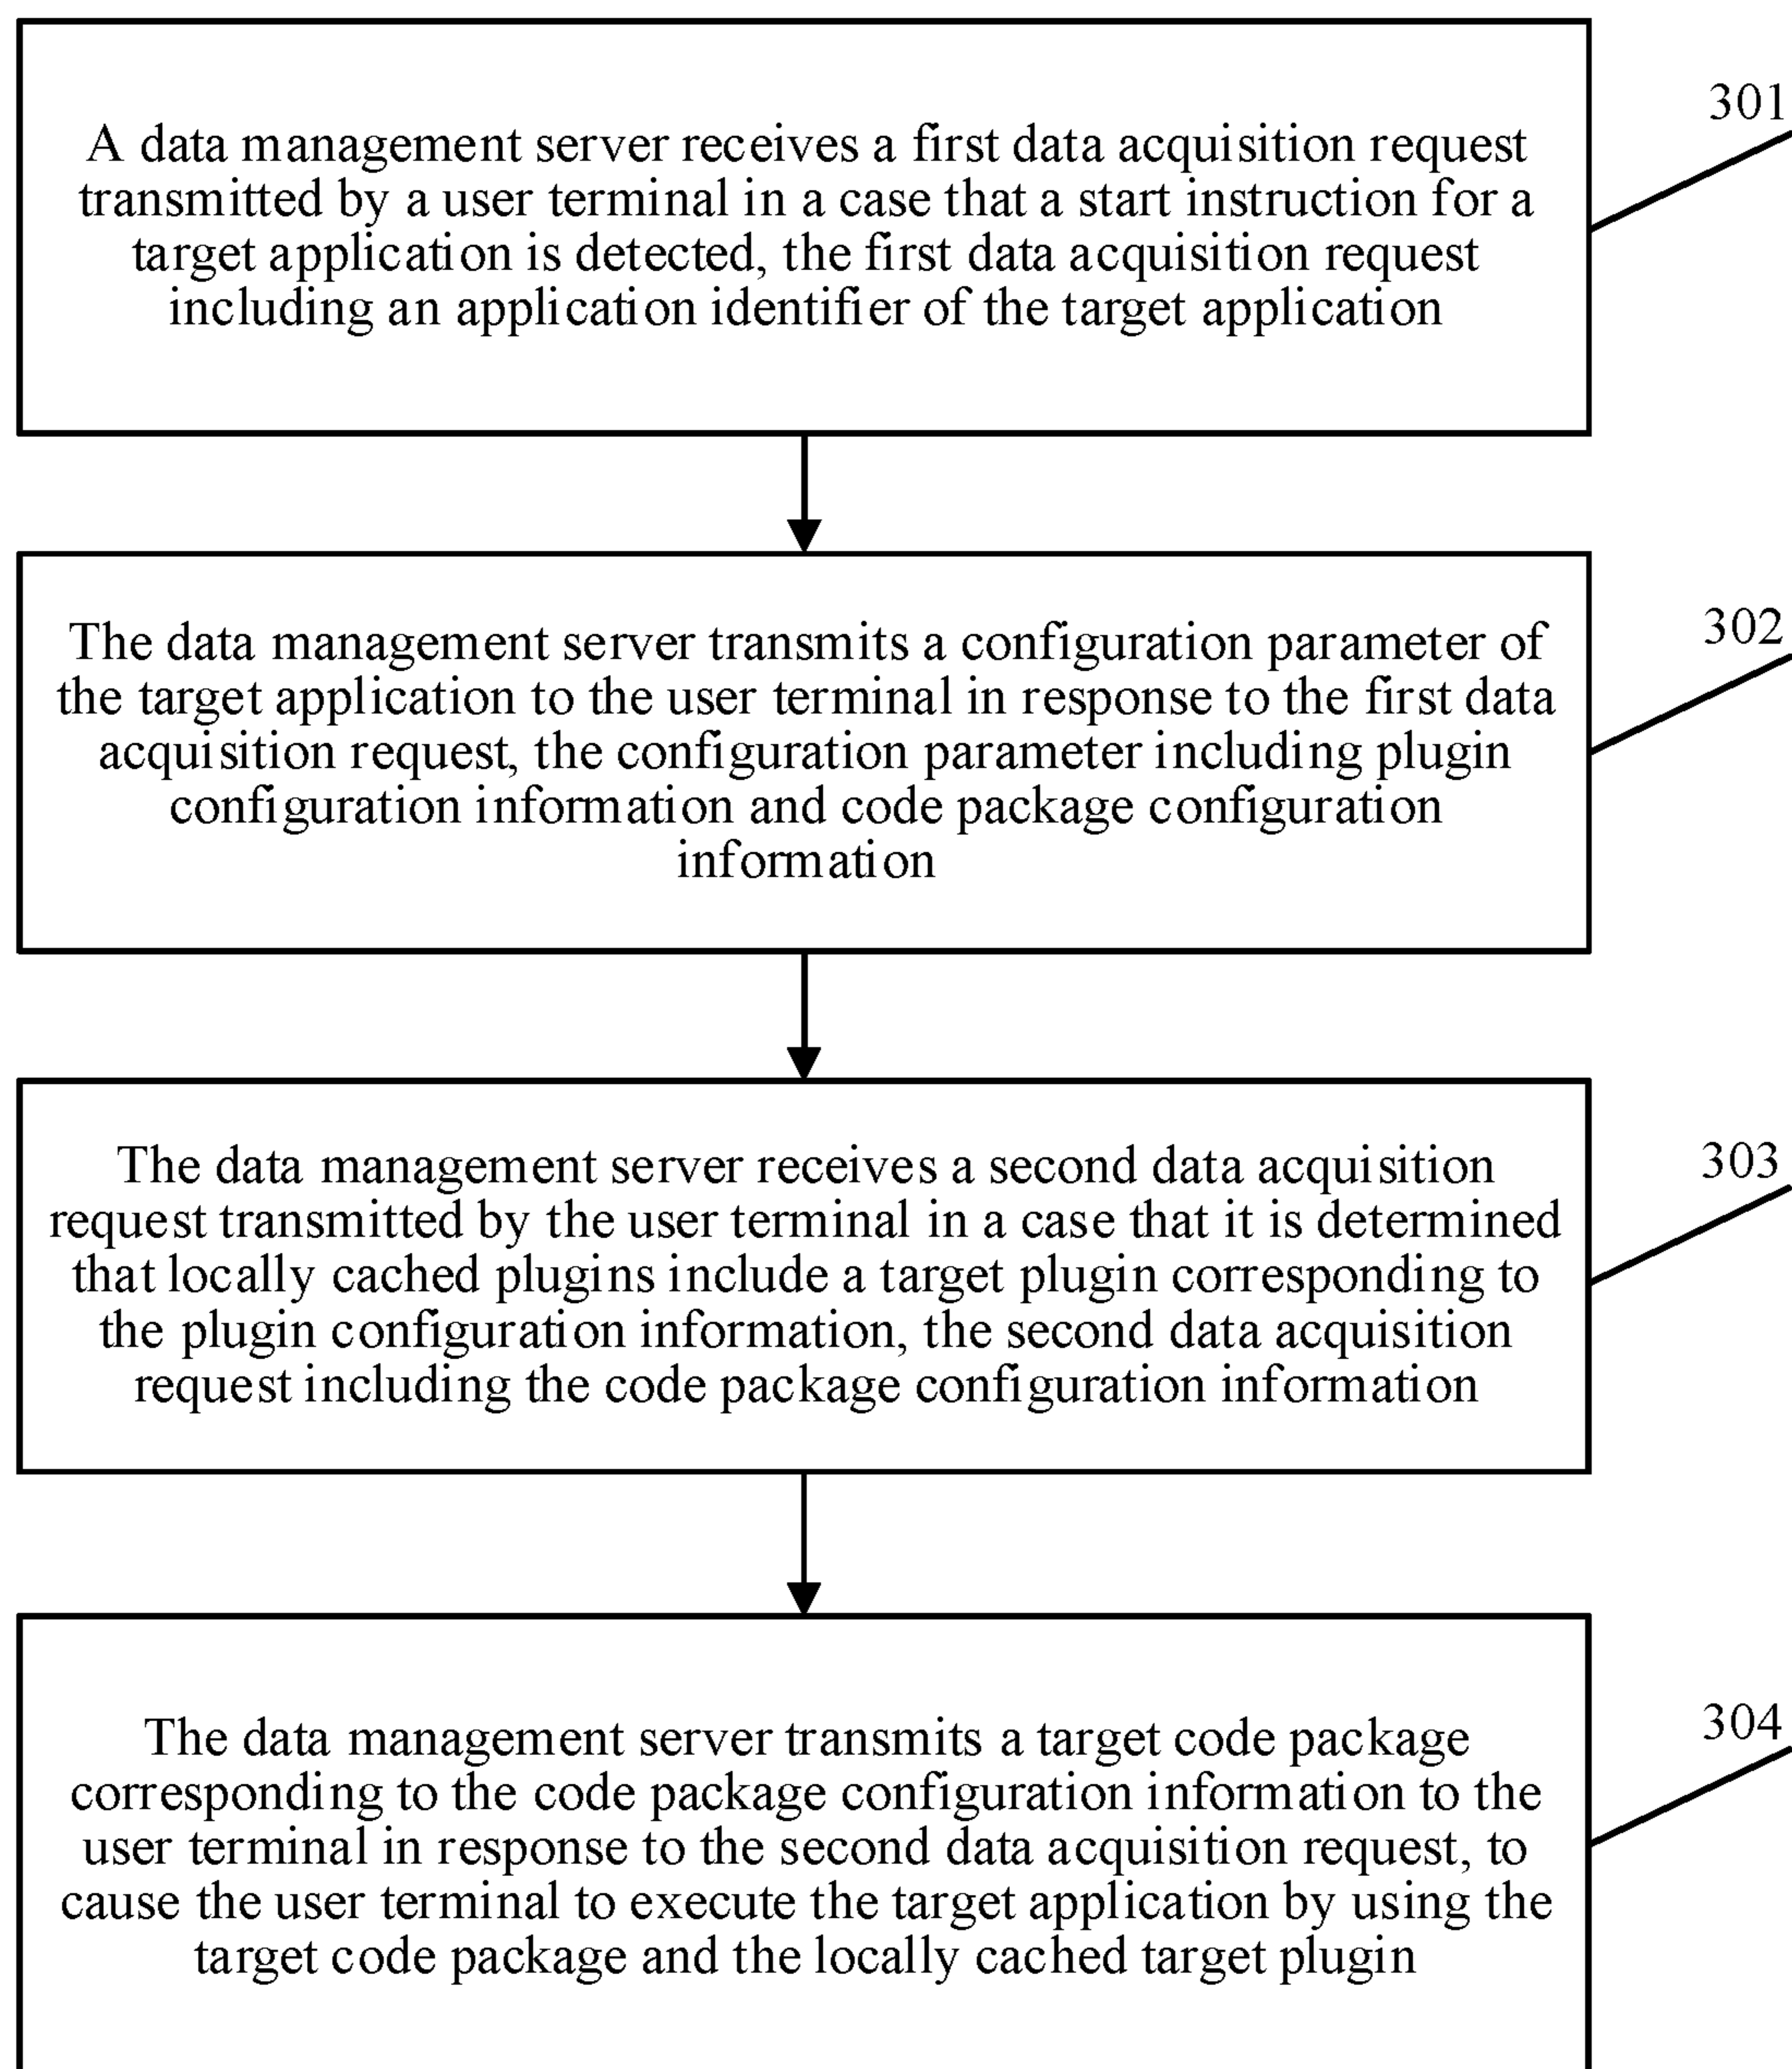 A data management server receives a first data acquisition request
transmitted by a user terminal in a case that a start instruction for a
target application is detected, the first data acquisition request
including an application identifier of the target application
301
The data management server transmits a configuration parameter of
the target application to the user terminal in response to the first data
acquisition request, the configuration parameter including plugin
configuration information and code package configuration
information
302
The data management server receives a second data acquisition
request transmitted by the user terminal in a case that it is determined
that locally cached plugins include a target plugin corresponding to
the plugin configuration information, the second data acquisition
request including the code package configuration information
303
The data management server transmits a target code package
corresponding to the code package configuration information to the
user terminal in response to the second data acquisition request, to
cause the user terminal to execute the target application by using the
target code package and the locally cached target plugin
304